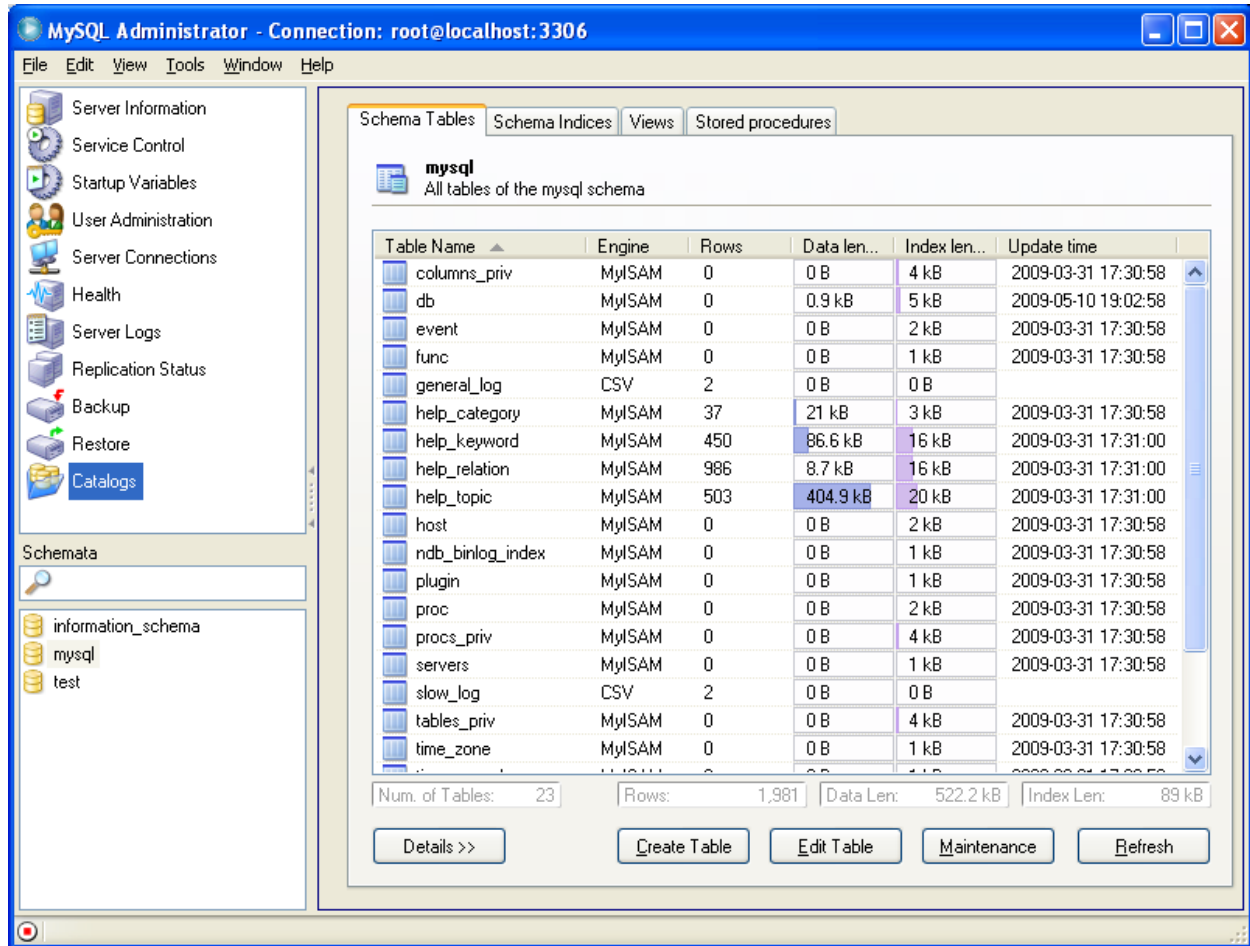 MySQL Administrator - Connection: root@localhost:3306
File Edit View Tools Window Help
Server Information
Service Control
Startup Variables
User Administration
Server Connections
Health
Server Logs
Replication Status
Backup
Restore
Catalogs
Schemata
information_schema
mysql
test
Schema Tables Schema Indices Views Stored procedures
mysql
All tables of the mysql schema
Table Name Engine Rows Data len... Index len... Update time
columns_priv MyISAM 0 0 B 4 kB 2009-03-31 17:30:58
db MyISAM 0 0.9 kB 5 kB 2009-05-10 19:02:58
event MyISAM 0 0 B 2 kB 2009-03-31 17:30:58
func MyISAM 0 0 B 1 kB 2009-03-31 17:30:58
general_log CSV 2 0 B 0 B
help_category MyISAM 37 21 kB 3 kB 2009-03-31 17:30:58
help_keyword MyISAM 450 86.6 kB 16 kB 2009-03-31 17:31:00
help_relation MyISAM 986 8.7 kB 16 kB 2009-03-31 17:31:00
help_topic MyISAM 503 404.9 kB 20 kB 2009-03-31 17:31:00
host MyISAM 0 0 B 2 kB 2009-03-31 17:30:58
ndb_binlog_index MyISAM 0 0 B 1 kB 2009-03-31 17:30:58
plugin MyISAM 0 0 B 1 kB 2009-03-31 17:30:58
proc MyISAM 0 0 B 2 kB 2009-03-31 17:30:58
procs_priv MyISAM 0 0 B 4 kB 2009-03-31 17:30:58
servers MyISAM 0 0 B 1 kB 2009-03-31 17:30:58
slow_log CSV 2 0 B 0 B
tables_priv MyISAM 0 0 B 4 kB 2009-03-31 17:30:58
time_zone MyISAM 0 0 B 1 kB 2009-03-31 17:30:58
Num. of Tables: 23 Rows: 1,981 Data Len: 522.2 kB Index Len: 89 kB
Details >> Create Table Edit Table Maintenance Refresh